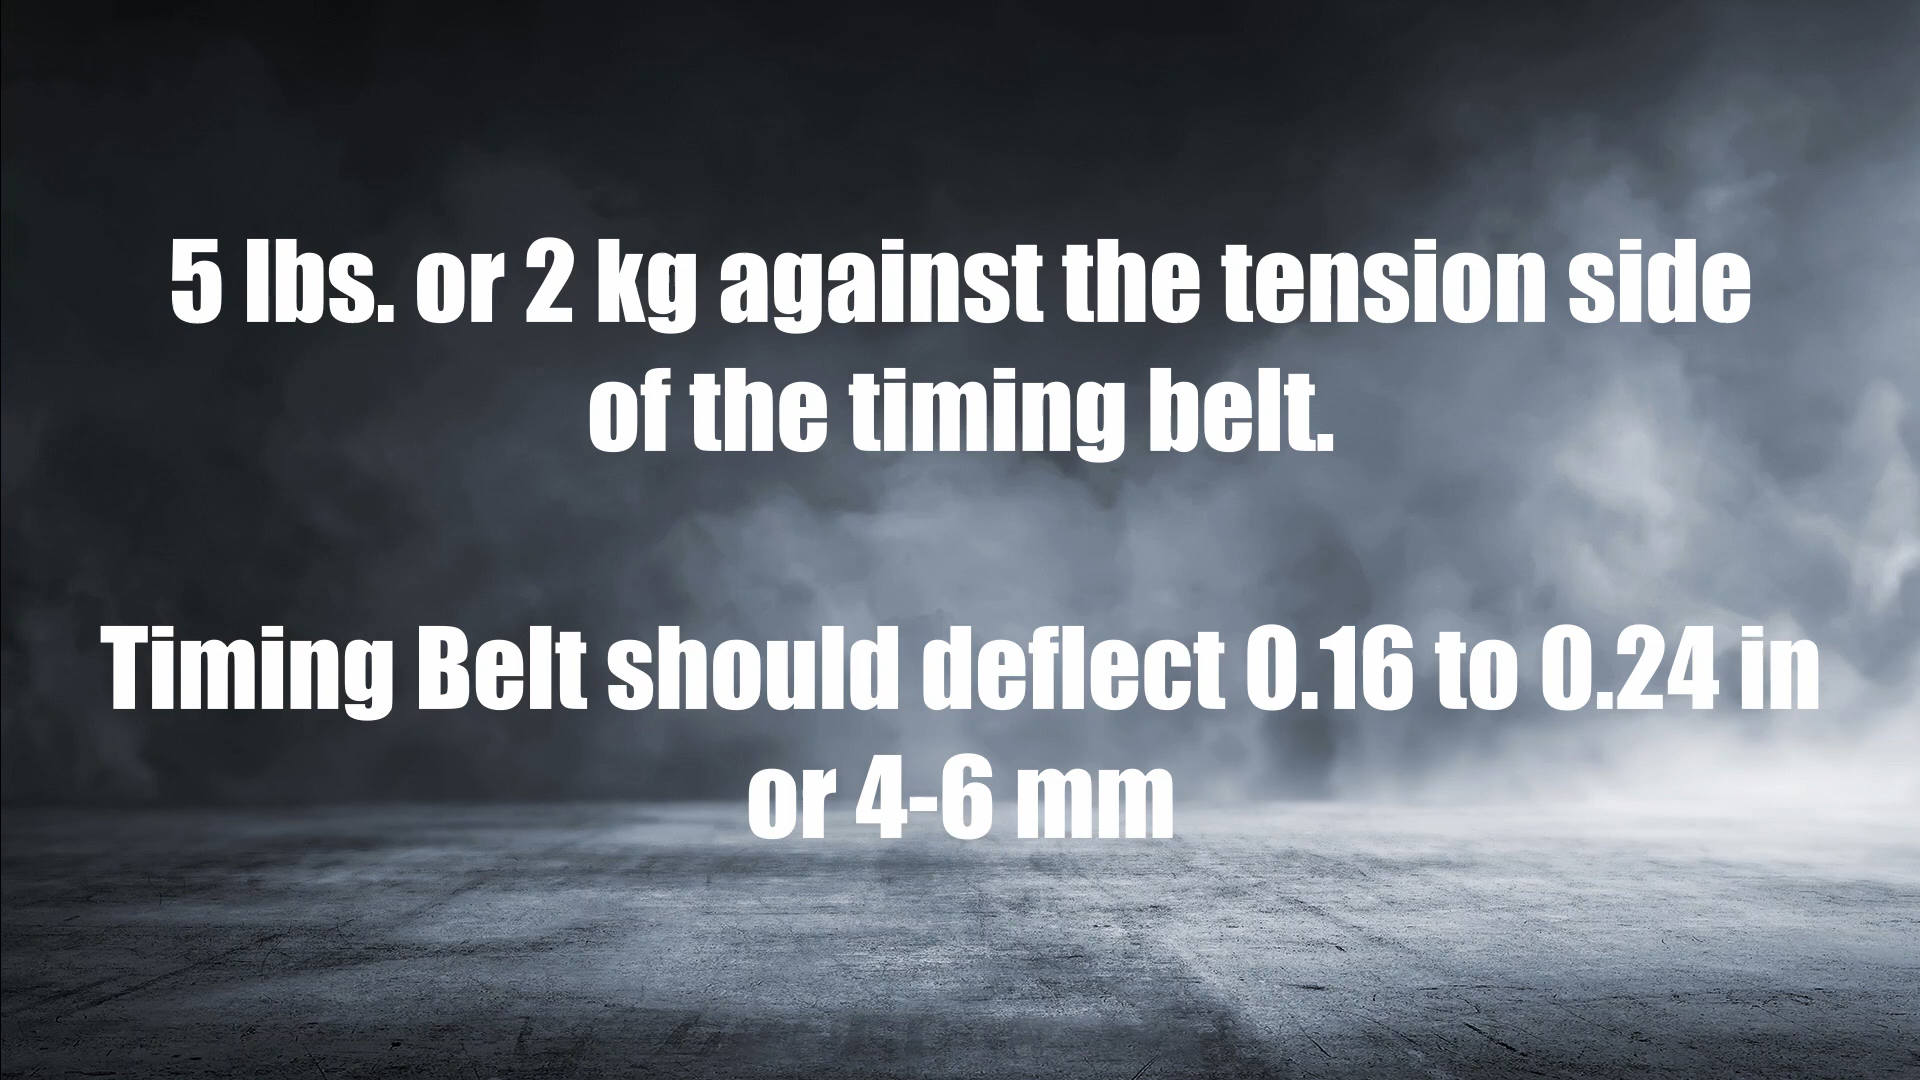 5 lbs. or 2 kg against the tension side
of the timing belt.
Timing Belt should deflect 0.16 to 0.24 in
or 4-6 mm